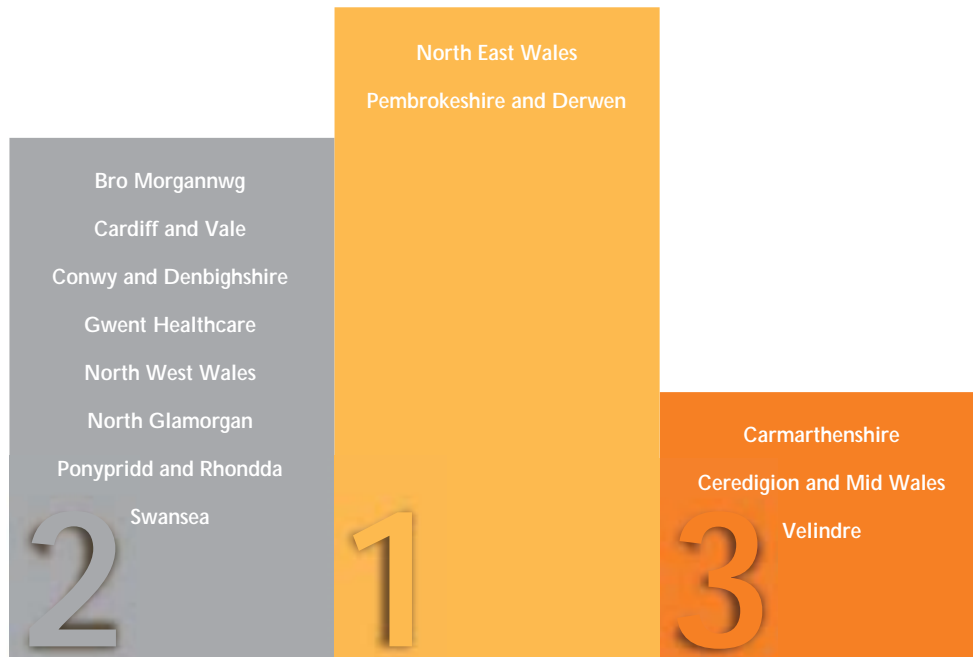 North East Wales
Pembrokeshire and Derwen
Bro Morgannwg
Cardiff and Vale
Conwy and Denbighshire
Gwent Healthcare
North West Wales
North Glamorgan
Ponypridd and Rhondda
Swansea
2
1
Carmarthenshire
Ceredigion and Mid Wales
Velindre
3